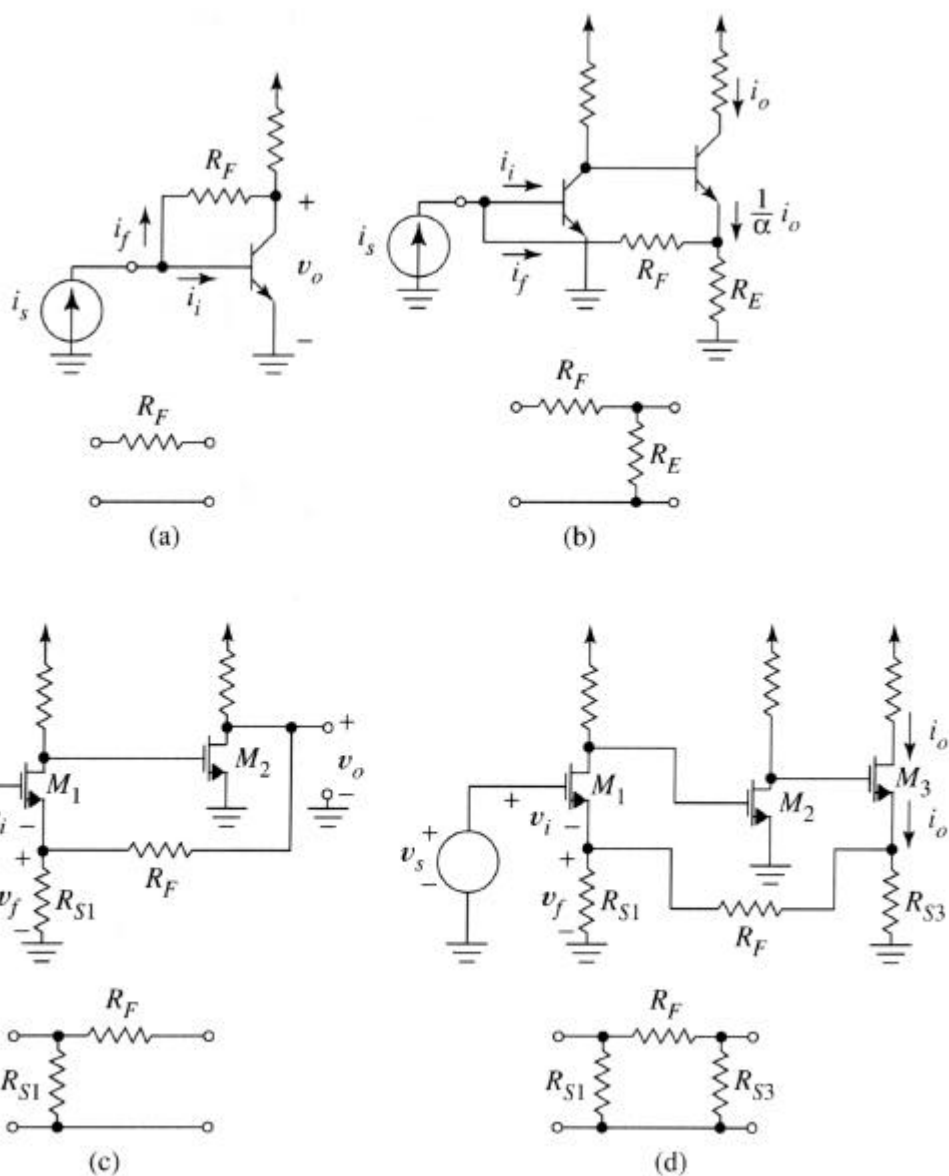 R_F
+
i_f
v_o
i_s
i_i
−
R_F
(a)
i_o
i_i
1/α i_o
i_s
i_f
R_F
R_E
R_F
R_E
(b)
M_1
M_2
+
v_o
−
i −
+
R_F
v_f
R_S1
−
R_F
R_S1
(c)
i_o
M_1
M_2
M_3
+
v_i −
i_o
+
v_s
−
+
v_f
R_S1
−
R_F
R_S3
R_F
R_S1
R_S3
(d)